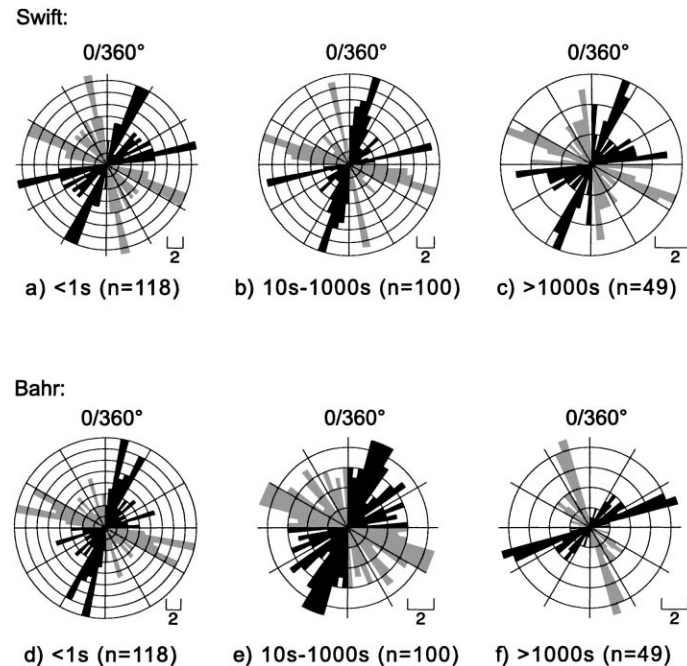 Swift:
0/360° 0/360° 0/360°
2 2 2
a) <1s (n=118) b) 10s-1000s (n=100) c) >1000s (n=49)
Bahr:
0/360° 0/360° 0/360°
2 2 2
d) <1s (n=118) e) 10s-1000s (n=100) f) >1000s (n=49)